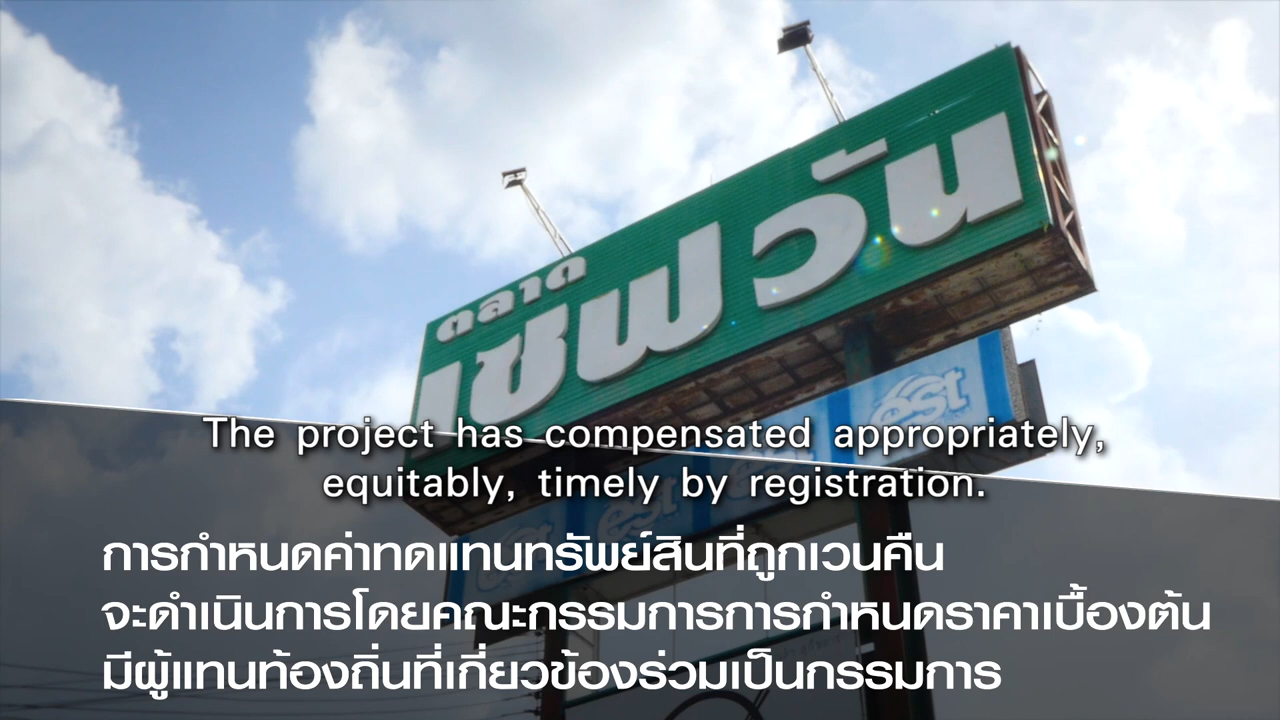 ตลาด
เซฟวัน
est
The project has compensated appropriately,
equitably, timely by registration.
est
การกำหนดค่าทดแทนทรัพย์สินที่ถูกเวนคืน
จะดำเนินการโดยคณะกรรมการการกำหนดราคาเบื้องต้น
มีผู้แทนท้องถิ่นที่เกี่ยวข้องร่วมเป็นกรรมการ